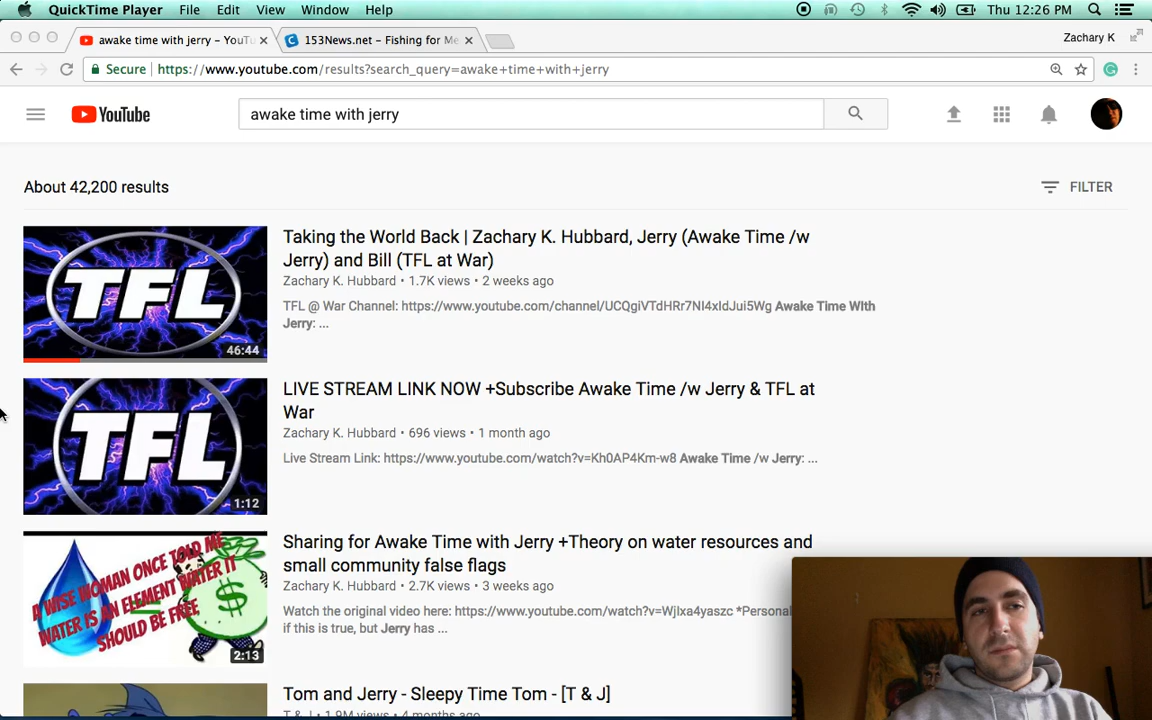 QuickTime Player File Edit View Window Help Thu 12:26 PM
awake time with jerry - YouTu 153News.net - Fishing for Me Zachary K
Secure https://www.youtube.com/results?search_query=awake+time+with+jerry
YouTube awake time with jerry
About 42,200 results FILTER
TFL
46:44
Taking the World Back | Zachary K. Hubbard, Jerry (Awake Time /w
Jerry) and Bill (TFL at War)
Zachary K. Hubbard • 1.7K views • 2 weeks ago
TFL @ War Channel: https://www.youtube.com/channel/UCQgiVTdHRr7NI4xIdJui5Wg Awake Time WIth
Jerry: ...
TFL
1:12
LIVE STREAM LINK NOW +Subscribe Awake Time /w Jerry & TFL at
War
Zachary K. Hubbard • 696 views • 1 month ago
Live Stream Link: https://www.youtube.com/watch?v=Kh0AP4Km-w8 Awake Time /w Jerry: ...
A WISE WOMAN ONCE TOLD ME
WATER IS AN ELEMENT WATER IT
SHOULD BE FREE
$
2:13
Sharing for Awake Time with Jerry +Theory on water resources and
small community false flags
Zachary K. Hubbard • 2.7K views • 3 weeks ago
Watch the original video here: https://www.youtube.com/watch?v=Wjlxa4yaszc *Personal
if this is true, but Jerry has ...
Tom and Jerry - Sleepy Time Tom - [T & J]
T & J • 1.9M views • 4 months ago